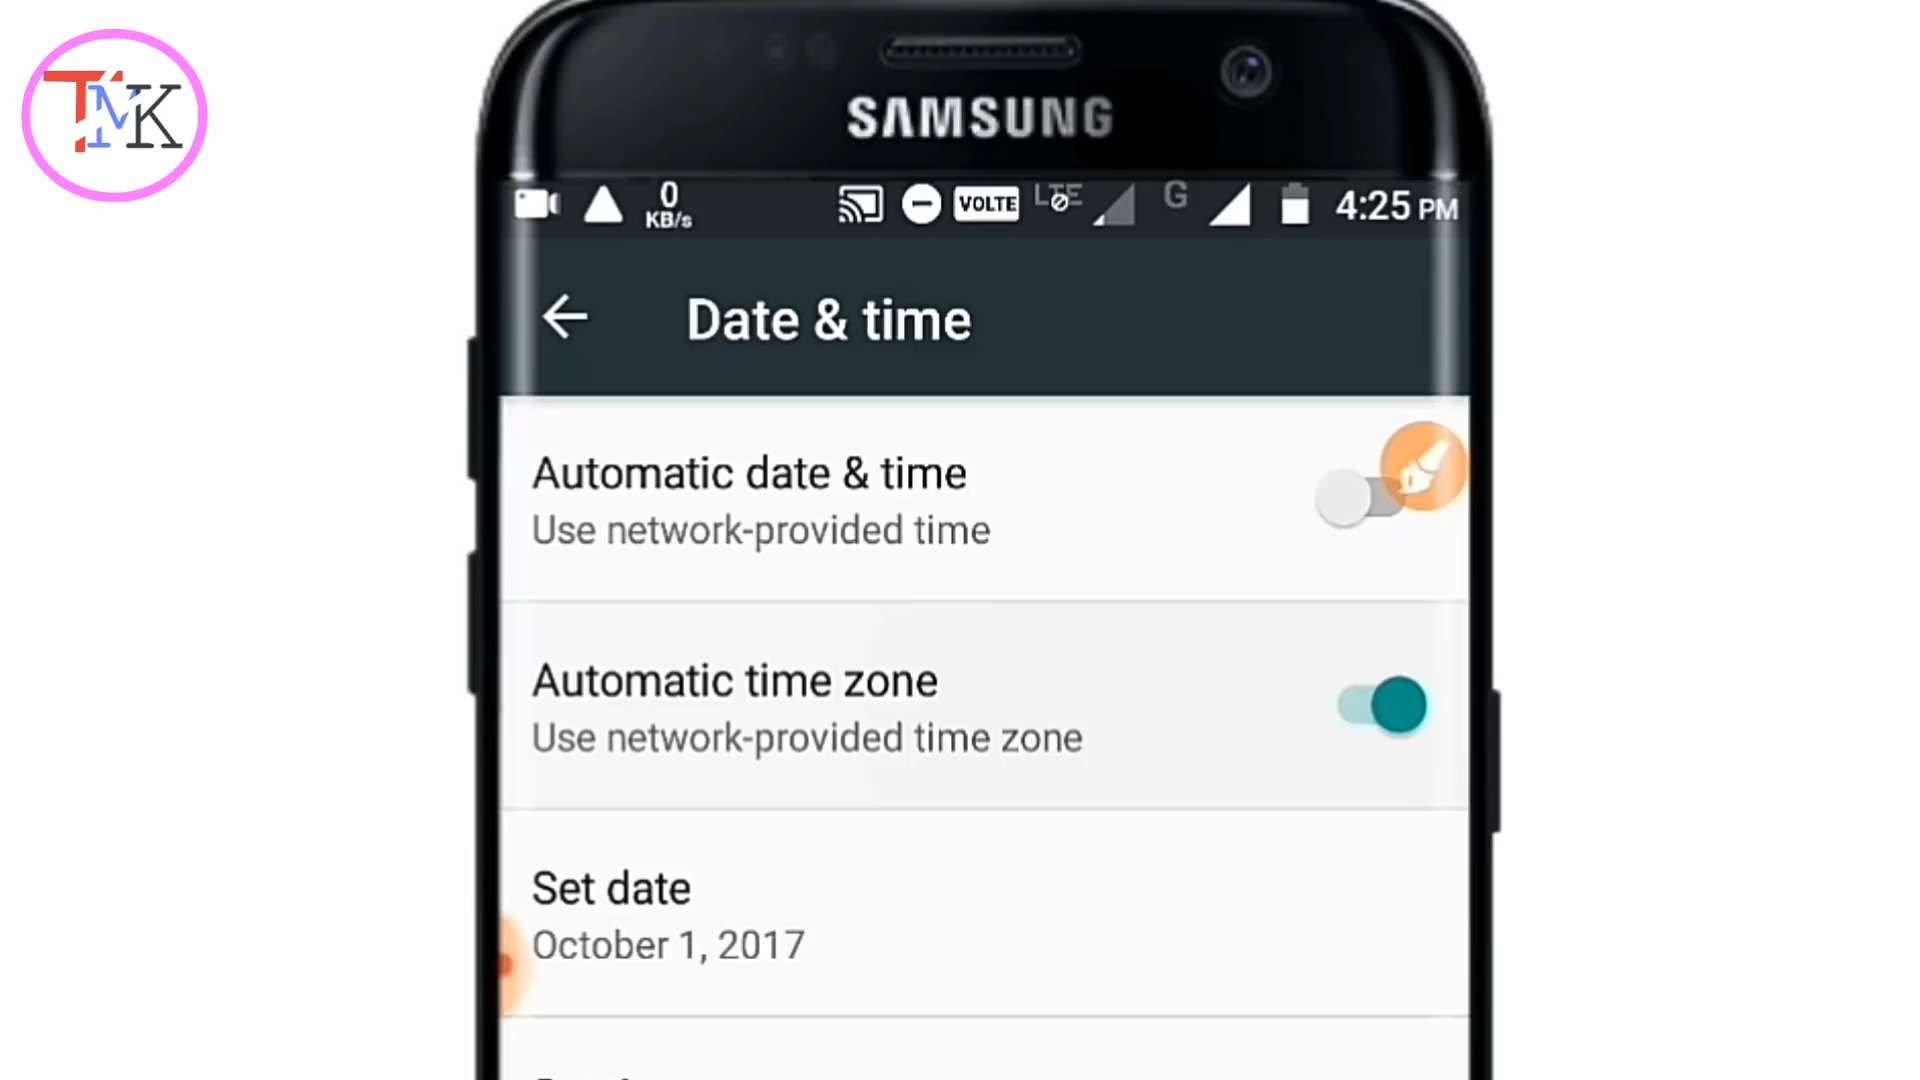 TMK
SAMSUNG
0
KB/s
VOLTE
LTE
G
4:25 PM
Date & time
Automatic date & time
Use network-provided time
Automatic time zone
Use network-provided time zone
Set date
October 1, 2017